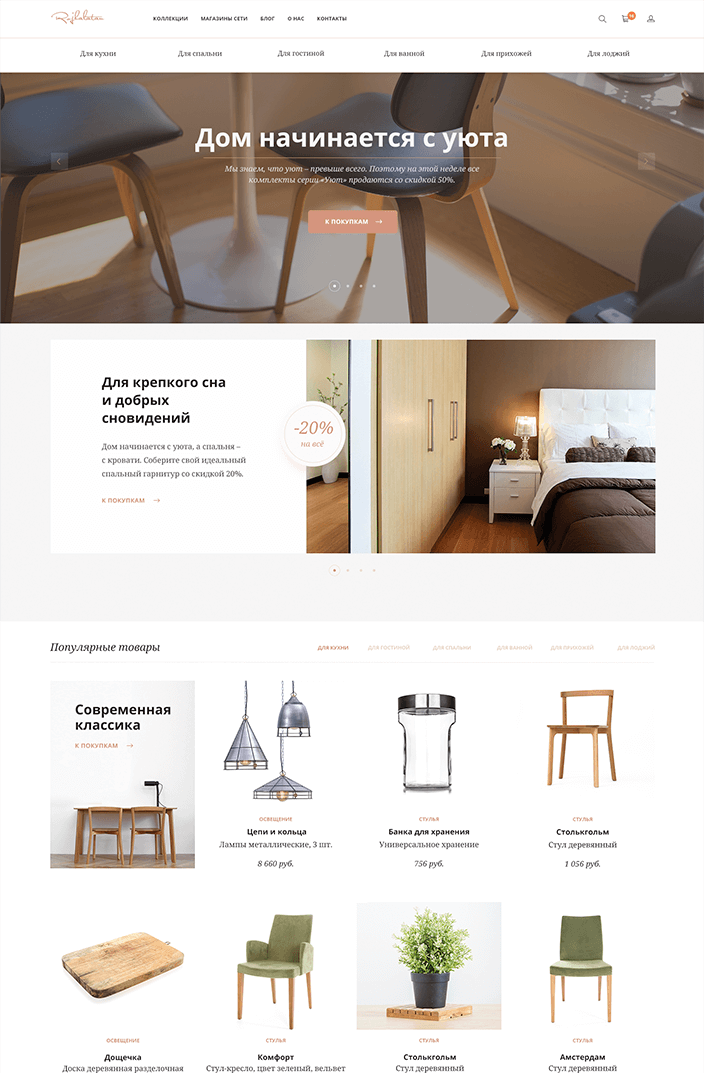 КОЛЛЕКЦИИ МАГАЗИНЫ СЕТИ БЛОГ О НАС КОНТАКТЫ
Для кухни Для спальни Для гостиной Для ванной Для прихожей Для лоджий
Дом начинается с уюта
Мы знаем, что уют – превыше всего. Поэтому на этой неделе все
комплекты серии «Уют» продаются со скидкой 50%.
К ПОКУПКАМ
Для крепкого сна
и добрых
сновидений
Дом начинается с уюта, а спальня –
с кровати. Соберите свой идеальный
спальный гарнитур со скидкой 20%.
К ПОКУПКАМ
-20%
на всё
Популярные товары
ДЛЯ КУХНИ ДЛЯ ГОСТИНОЙ ДЛЯ СПАЛЬНИ ДЛЯ ВАННОЙ ДЛЯ ПРИХОЖЕЙ ДЛЯ ЛОДЖИЙ
Современная
классика
К ПОКУПКАМ
ОСВЕЩЕНИЕ
Цепи и кольца
Лампы металлические, 3 шт.
8 660 руб.
СТУЛЬЯ
Банка для хранения
Универсальное хранение
756 руб.
СТУЛЬЯ
Столькгольм
Стул деревянный
1 056 руб.
ОСВЕЩЕНИЕ
Дощечка
Доска деревянная разделочная
СТУЛЬЯ
Комфорт
Стул-кресло, цвет зеленый, вельвет
СТУЛЬЯ
Столькгольм
Стул деревянный
СТУЛЬЯ
Амстердам
Стул деревянный